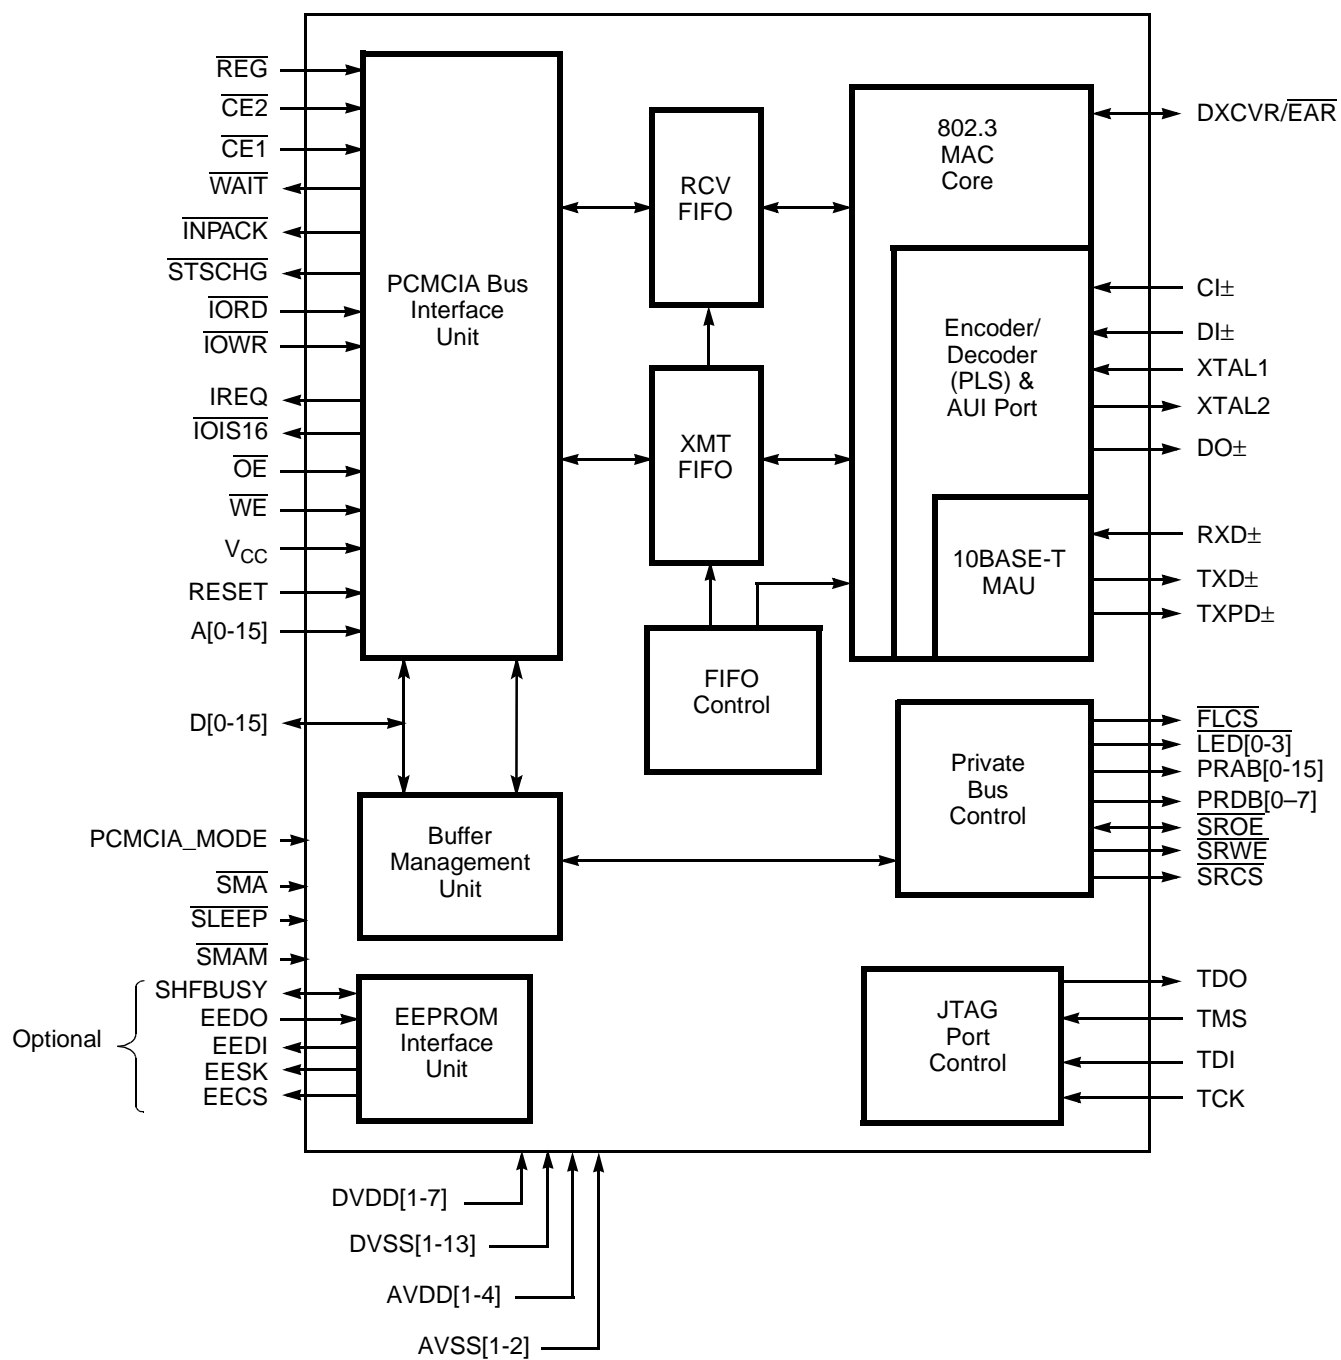 REG
CE2
CE1
WAIT
INPACK
STSCHG
IORD
IOWR
IREQ
IOIS16
OE
WE
VCC
RESET
A[0-15]
D[0-15]
PCMCIA_MODE
SMA
SLEEP
SMAM
Optional
SHFBUSY
EEDO
EEDI
EESK
EECS
PCMCIA Bus
Interface
Unit
RCV
FIFO
XMT
FIFO
FIFO
Control
Buffer
Management
Unit
EEPROM
Interface
Unit
802.3
MAC
Core
Encoder/
Decoder
(PLS) &
AUI Port
10BASE-T
MAU
Private
Bus
Control
JTAG
Port
Control
DXCVR/EAR
CI±
DI±
XTAL1
XTAL2
DO±
RXD±
TXD±
TXPD±
FLCS
LED[0-3]
PRAB[0-15]
PRDB[0–7]
SROE
SRWE
SRCS
TDO
TMS
TDI
TCK
DVDD[1-7]
DVSS[1-13]
AVDD[1-4]
AVSS[1-2]